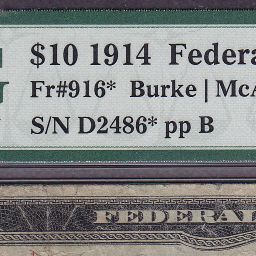 $10 1914 Federa
Fr#916* Burke | McA
S/N D2486* pp B
FEDERAL